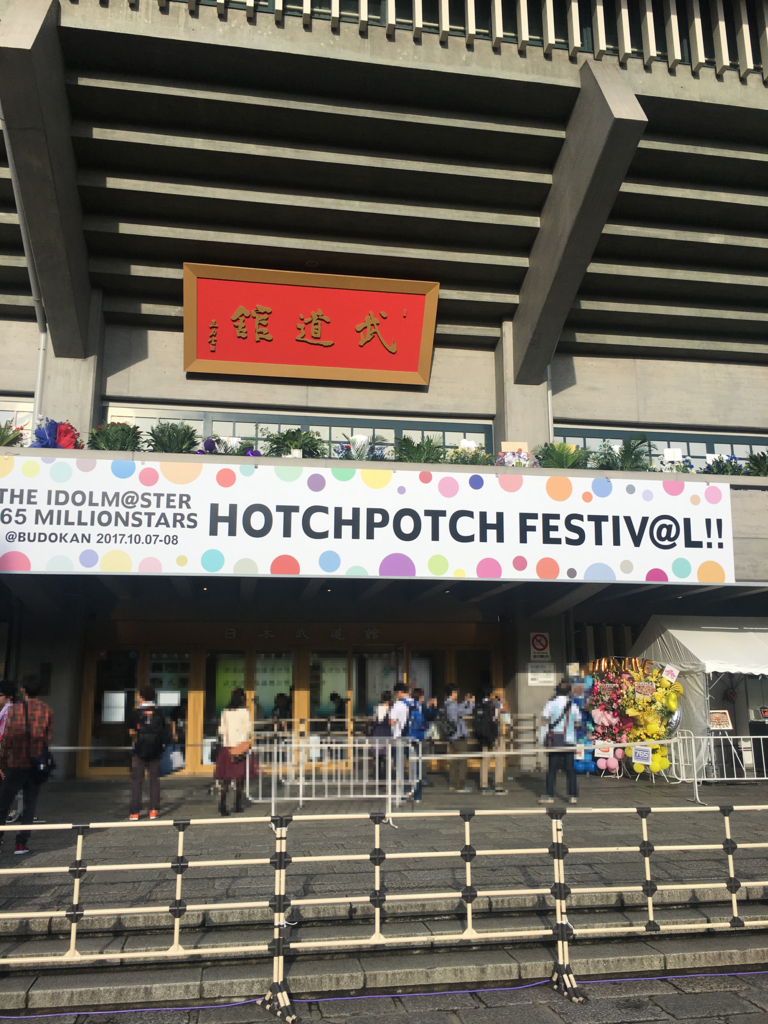 武道館
THE IDOLM@STER
65 MILLIONSTARS
@BUDOKAN 2017.10.07-08
HOTCHPOTCH FESTIV@L!!
日本武道館